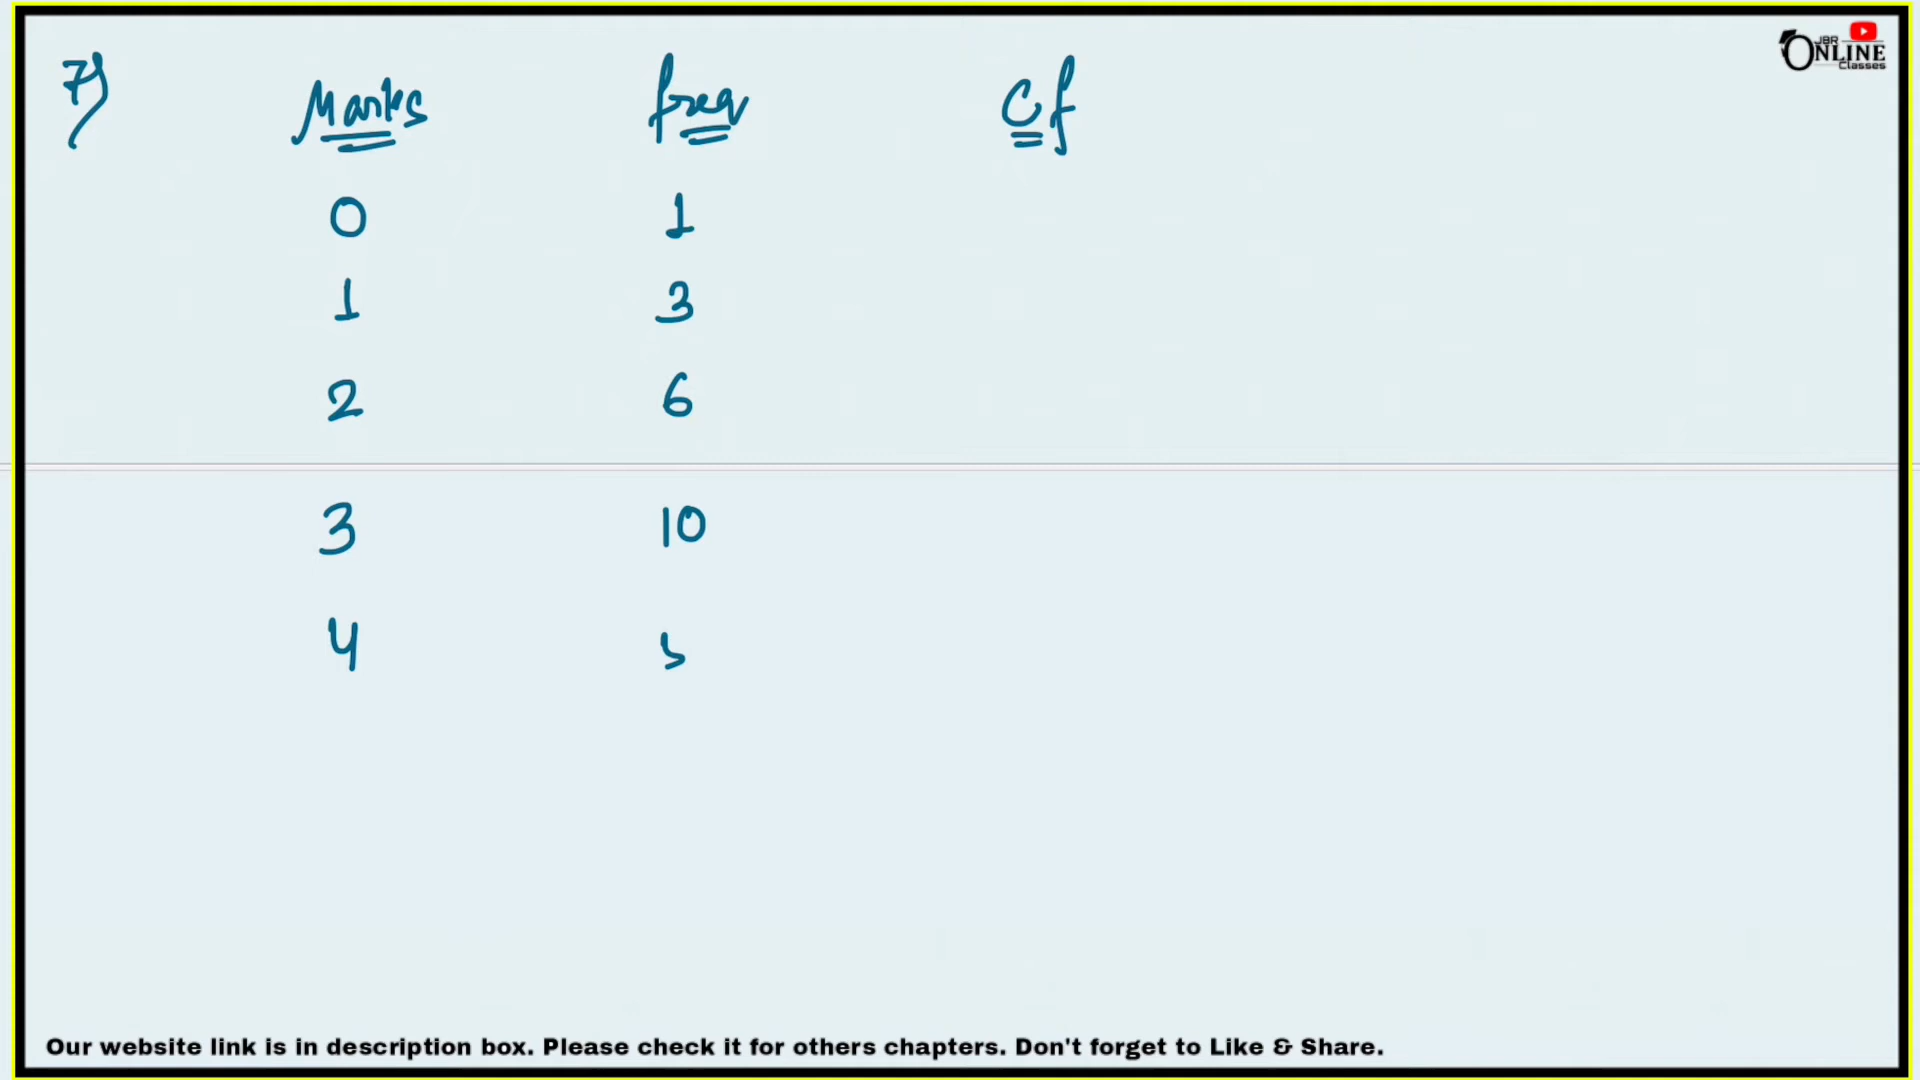 7) Marks freq Cf
JBR
ONLINE
Classes
0 1
1 3
2 6
3 10
4
Our website link is in description box. Please check it for others chapters. Don't forget to Like & Share.